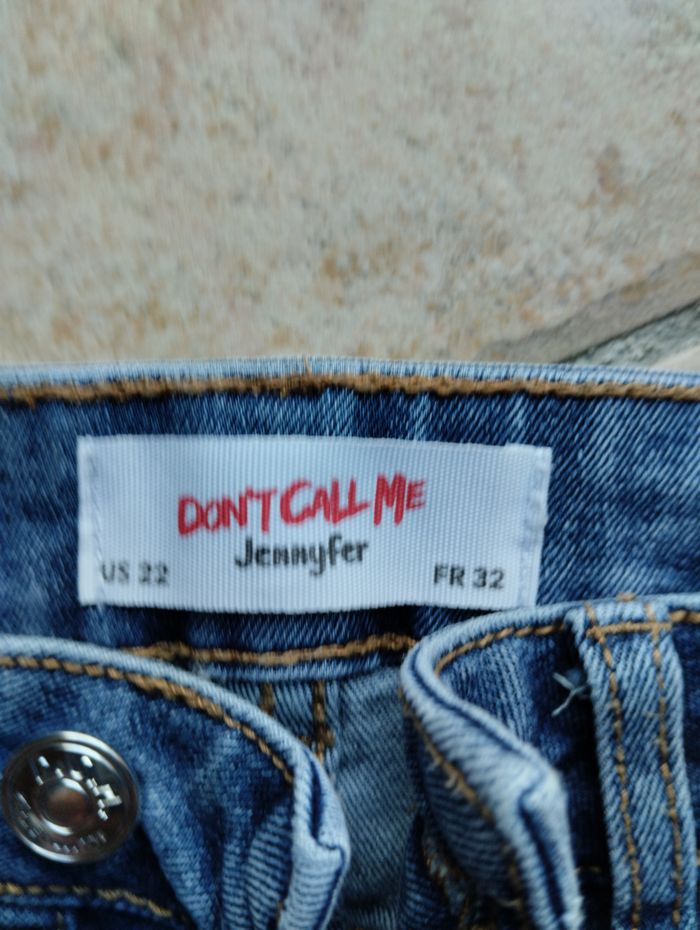 DON'T CALL ME
Jennyfer
US 22 FR 32